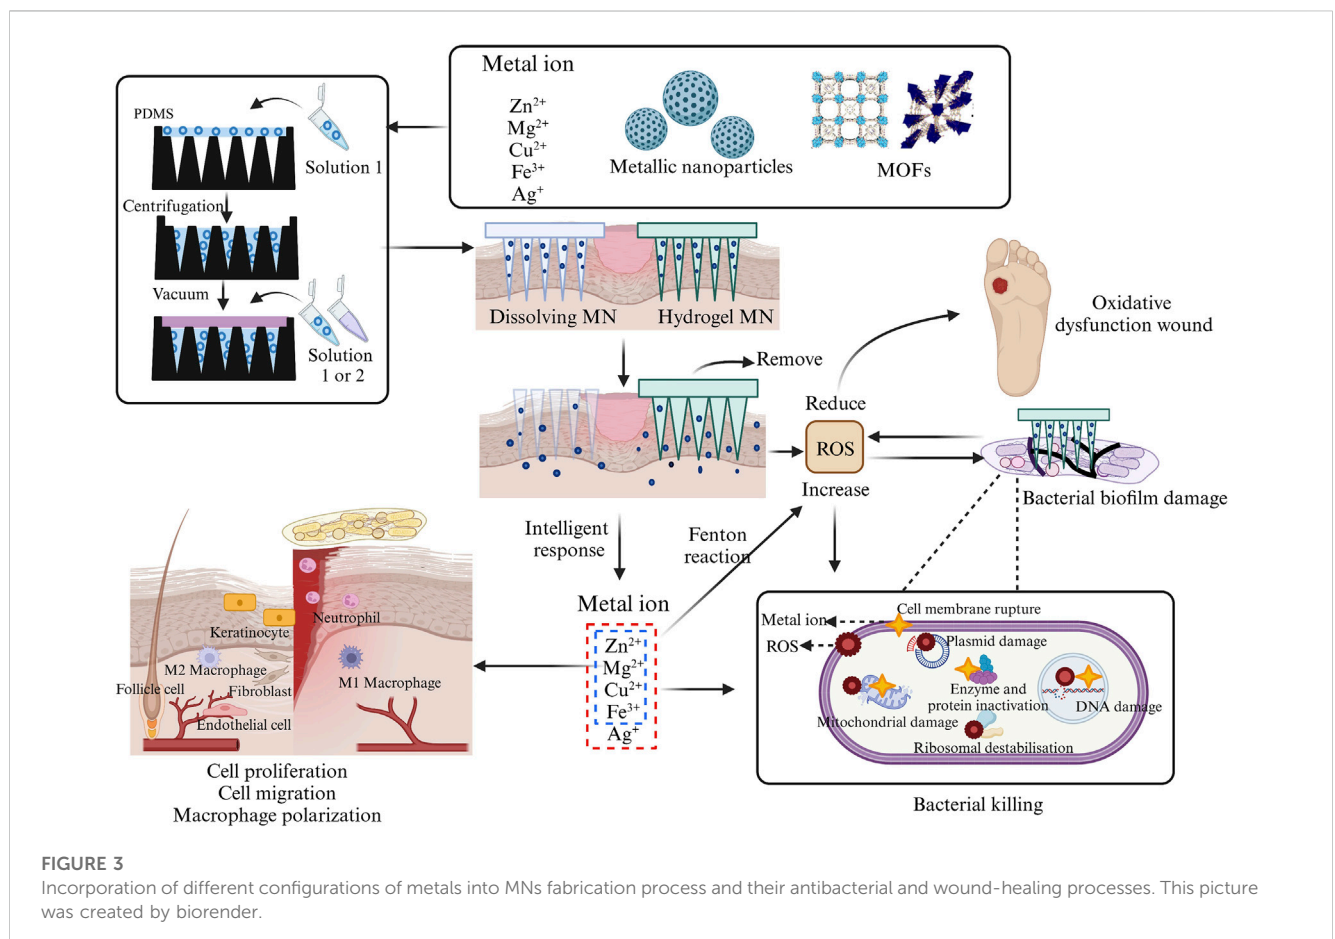 Metal ion
Zn²⁺
Mg²⁺
Cu²⁺
Fe³⁺
Ag⁺
Metallic nanoparticles
MOFs
PDMS
Solution 1
Centrifugation
Vacuum
Solution
1 or 2
Dissolving MN
Hydrogel MN
Remove
Oxidative
dysfunction wound
Reduce
ROS
Increase
Bacterial biofilm damage
Intelligent
response
Fenton
reaction
Metal ion
Zn²⁺
Mg²⁺
Cu²⁺
Fe³⁺
Ag⁺
Neutrophil
Keratinocyte
M2 Macrophage
M1 Macrophage
Follicle cell
Fibroblast
Endothelial cell
Cell proliferation
Cell migration
Macrophage polarization
Cell membrane rupture
Metal ion
ROS
Plasmid damage
Enzyme and
protein inactivation
DNA damage
Mitochondrial damage
Ribosomal destabilisation
Bacterial killing
FIGURE 3
Incorporation of different configurations of metals into MNs fabrication process and their antibacterial and wound-healing processes. This picture
was created by biorender.